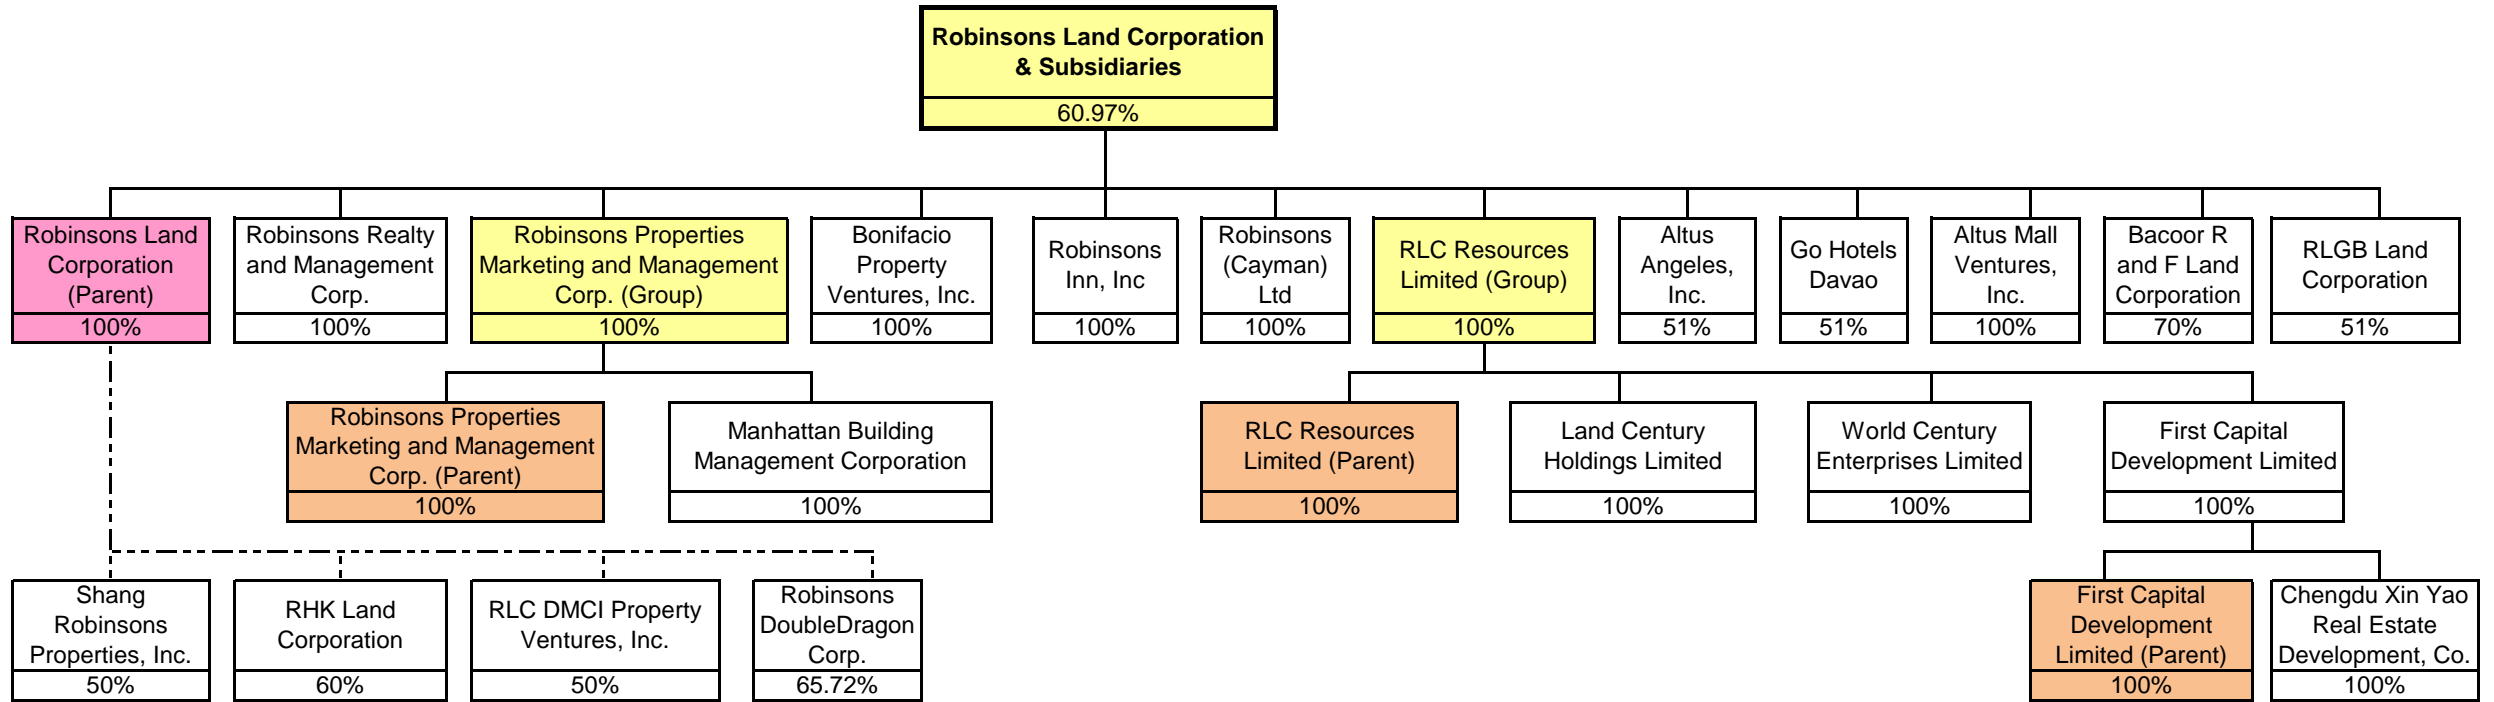 Robinsons Land Corporation
& Subsidiaries
60.97%
Robinsons Land
Corporation
(Parent)
100%
Robinsons Realty
and Management
Corp.
100%
Robinsons Properties
Marketing and Management
Corp. (Group)
100%
Bonifacio
Property
Ventures, Inc.
100%
Robinsons
Inn, Inc
100%
Robinsons
(Cayman)
Ltd
100%
RLC Resources
Limited (Group)
100%
Altus
Angeles,
Inc.
51%
Go Hotels
Davao
51%
Altus Mall
Ventures,
Inc.
100%
Bacoor R
and F Land
Corporation
70%
RLGB Land
Corporation
51%
Robinsons Properties
Marketing and Management
Corp. (Parent)
100%
Manhattan Building
Management Corporation
100%
RLC Resources
Limited (Parent)
100%
Land Century
Holdings Limited
100%
World Century
Enterprises Limited
100%
First Capital
Development Limited
100%
Shang
Robinsons
Properties, Inc.
50%
RHK Land
Corporation
60%
RLC DMCI Property
Ventures, Inc.
50%
Robinsons
DoubleDragon
Corp.
65.72%
First Capital
Development
Limited (Parent)
100%
Chengdu Xin Yao
Real Estate
Development, Co.
100%